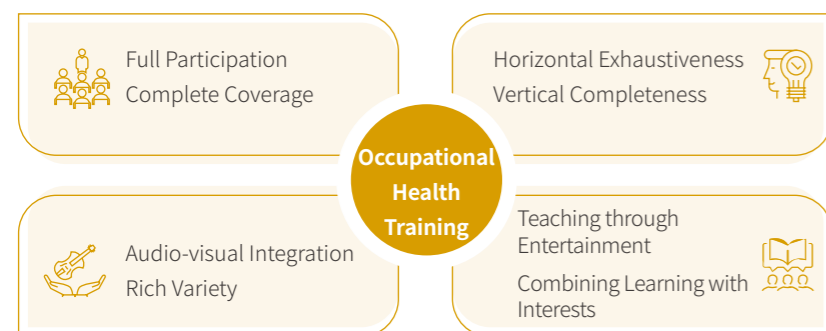 Full Participation
Complete Coverage
Horizontal Exhaustiveness
Vertical Completeness
Occupational
Health
Training
Audio-visual Integration
Rich Variety
Teaching through
Entertainment
Combining Learning with
Interests